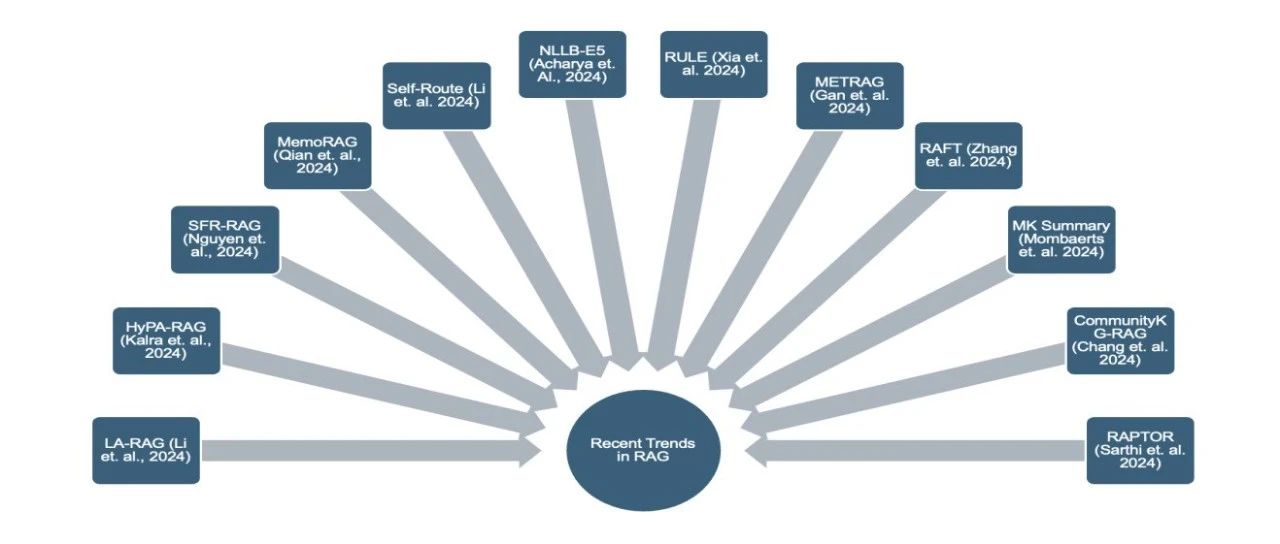 NLLB-E5
(Acharya et.
Al., 2024)
RULE (Xia et.
al. 2024)
Self-Route (Li
et. al. 2024)
METRAG
(Gan et. al.
2024)
MemoRAG
(Qian et. al.,
2024)
RAFT (Zhang
et. al. 2024)
SFR-RAG
(Nguyen et.
al., 2024)
MK Summary
(Mombaerts
et. al. 2024)
HyPA-RAG
(Kalra et. al.,
2024)
CommunityK
G-RAG
(Chang et. al.
2024)
LA-RAG (Li
et. al., 2024)
Recent Trends
in RAG
RAPTOR
(Sarthi et. al.
2024)